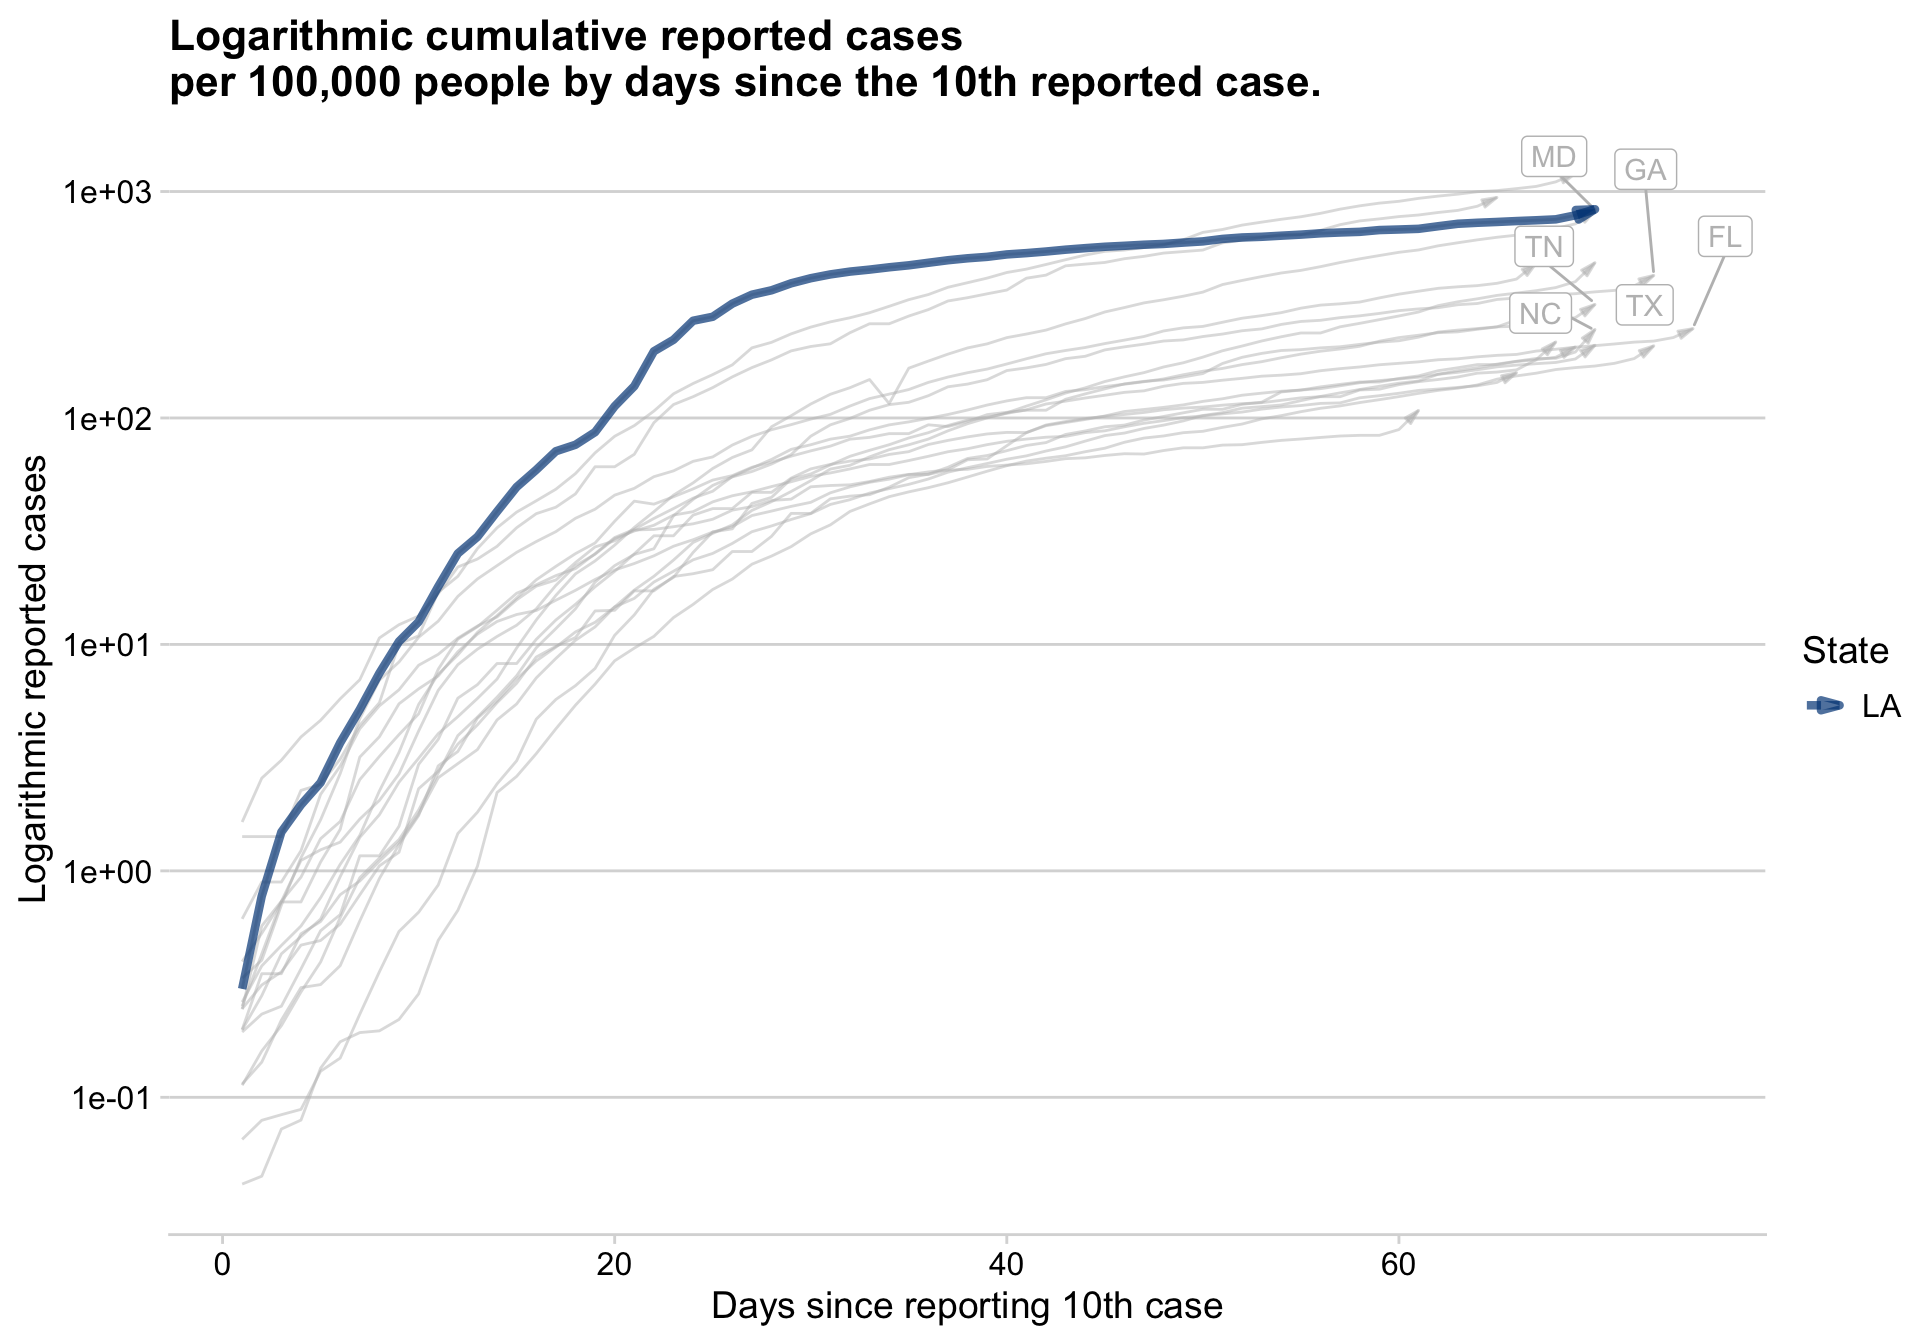 Logarithmic cumulative reported cases
per 100,000 people by days since the 10th reported case.
MD
GA
FL
TN
NC
TX
1e+03
1e+02
1e+01
1e+00
1e-01
Logarithmic reported cases
State
LA
0
20
40
60
Days since reporting 10th case